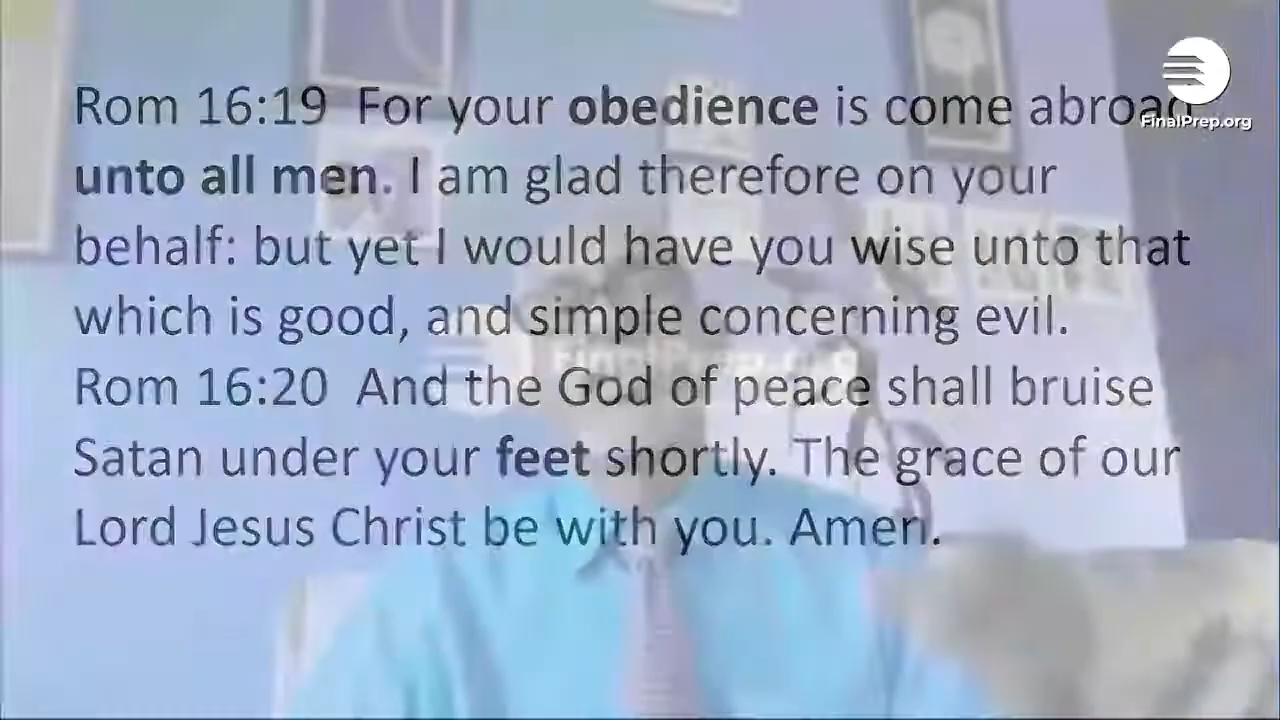 Rom 16:19  For your obedience is come abroad
FinalPrep.org
unto all men. I am glad therefore on your
behalf: but yet I would have you wise unto that
which is good, and simple concerning evil.
FinalPrep.org
Rom 16:20  And the God of peace shall bruise
Satan under your feet shortly. The grace of our
Lord Jesus Christ be with you. Amen.